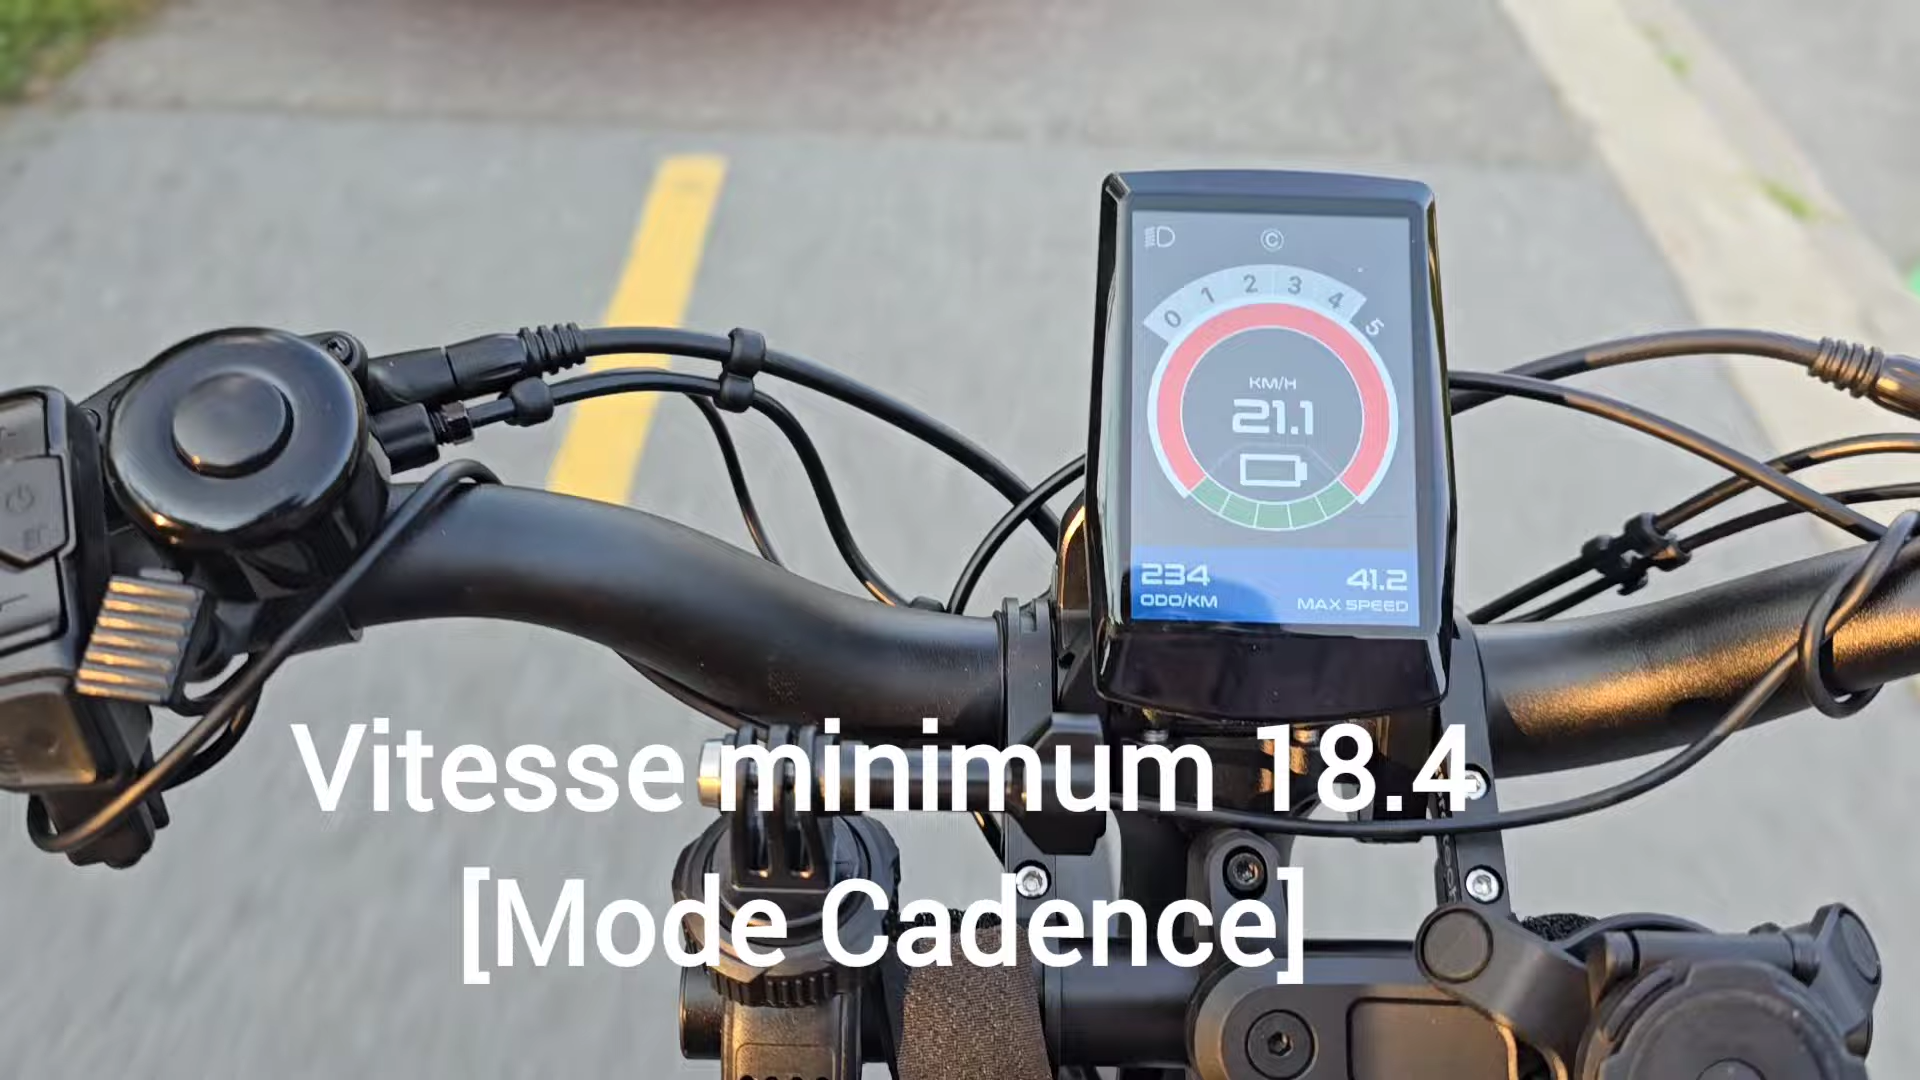 ©
0 1 2 3 4 5
KM/H
21.1
234 41.2
ODO/KM MAX SPEED
Vitesse minimum 18.4
[Mode Cadence]